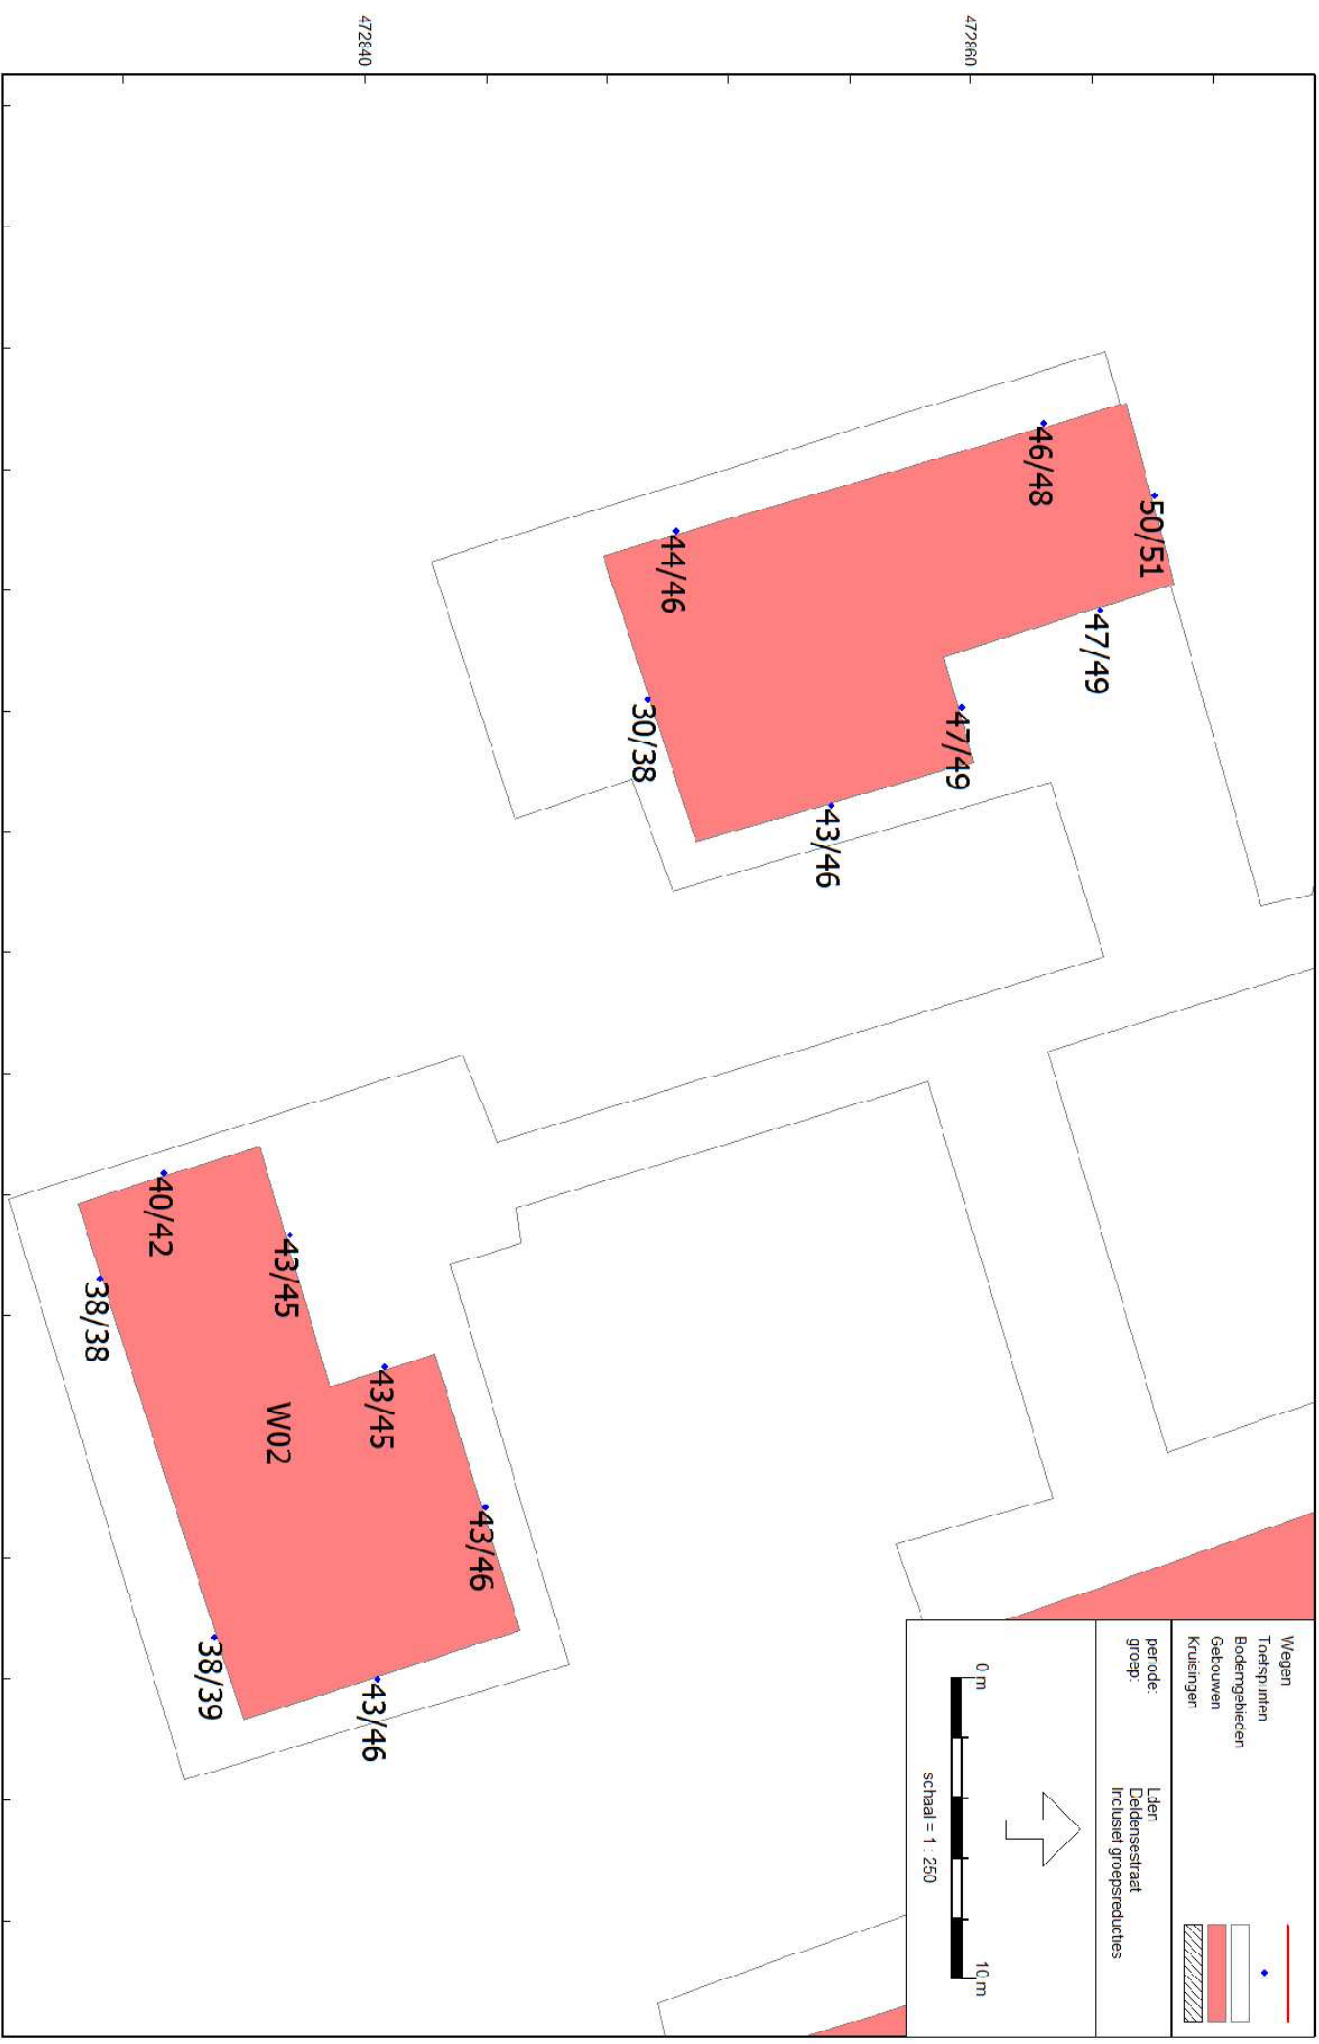 472860
472840
50/51
46/48
47/49
44/46
47/49
30/38
43/46
40/42
43/45
38/38
43/45
W02
43/46
38/39
43/46
Wegen
Toetspunten
Bodemgebieden
Gebouwen
Kruisingen
periode: Lden
groep: Deldensestraat
Inclusief groepsreducties
0 m 10 m
schaal = 1 : 250